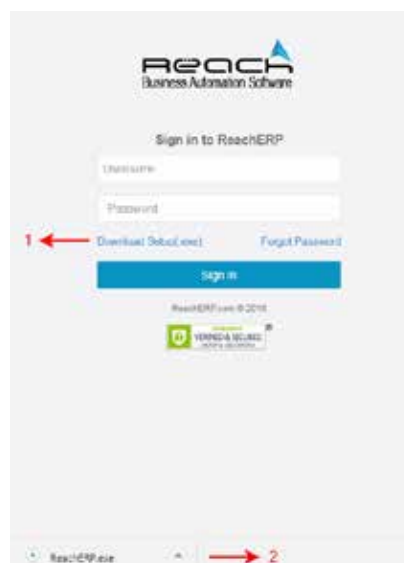 Reach
Business Automation Software
Sign in to ReachERP
Username
Password
1
Download Setup(.exe) Forgot Password
Sign in
ReachERP.com ©
VERIFIED & SECURED
ReachERP.exe
2